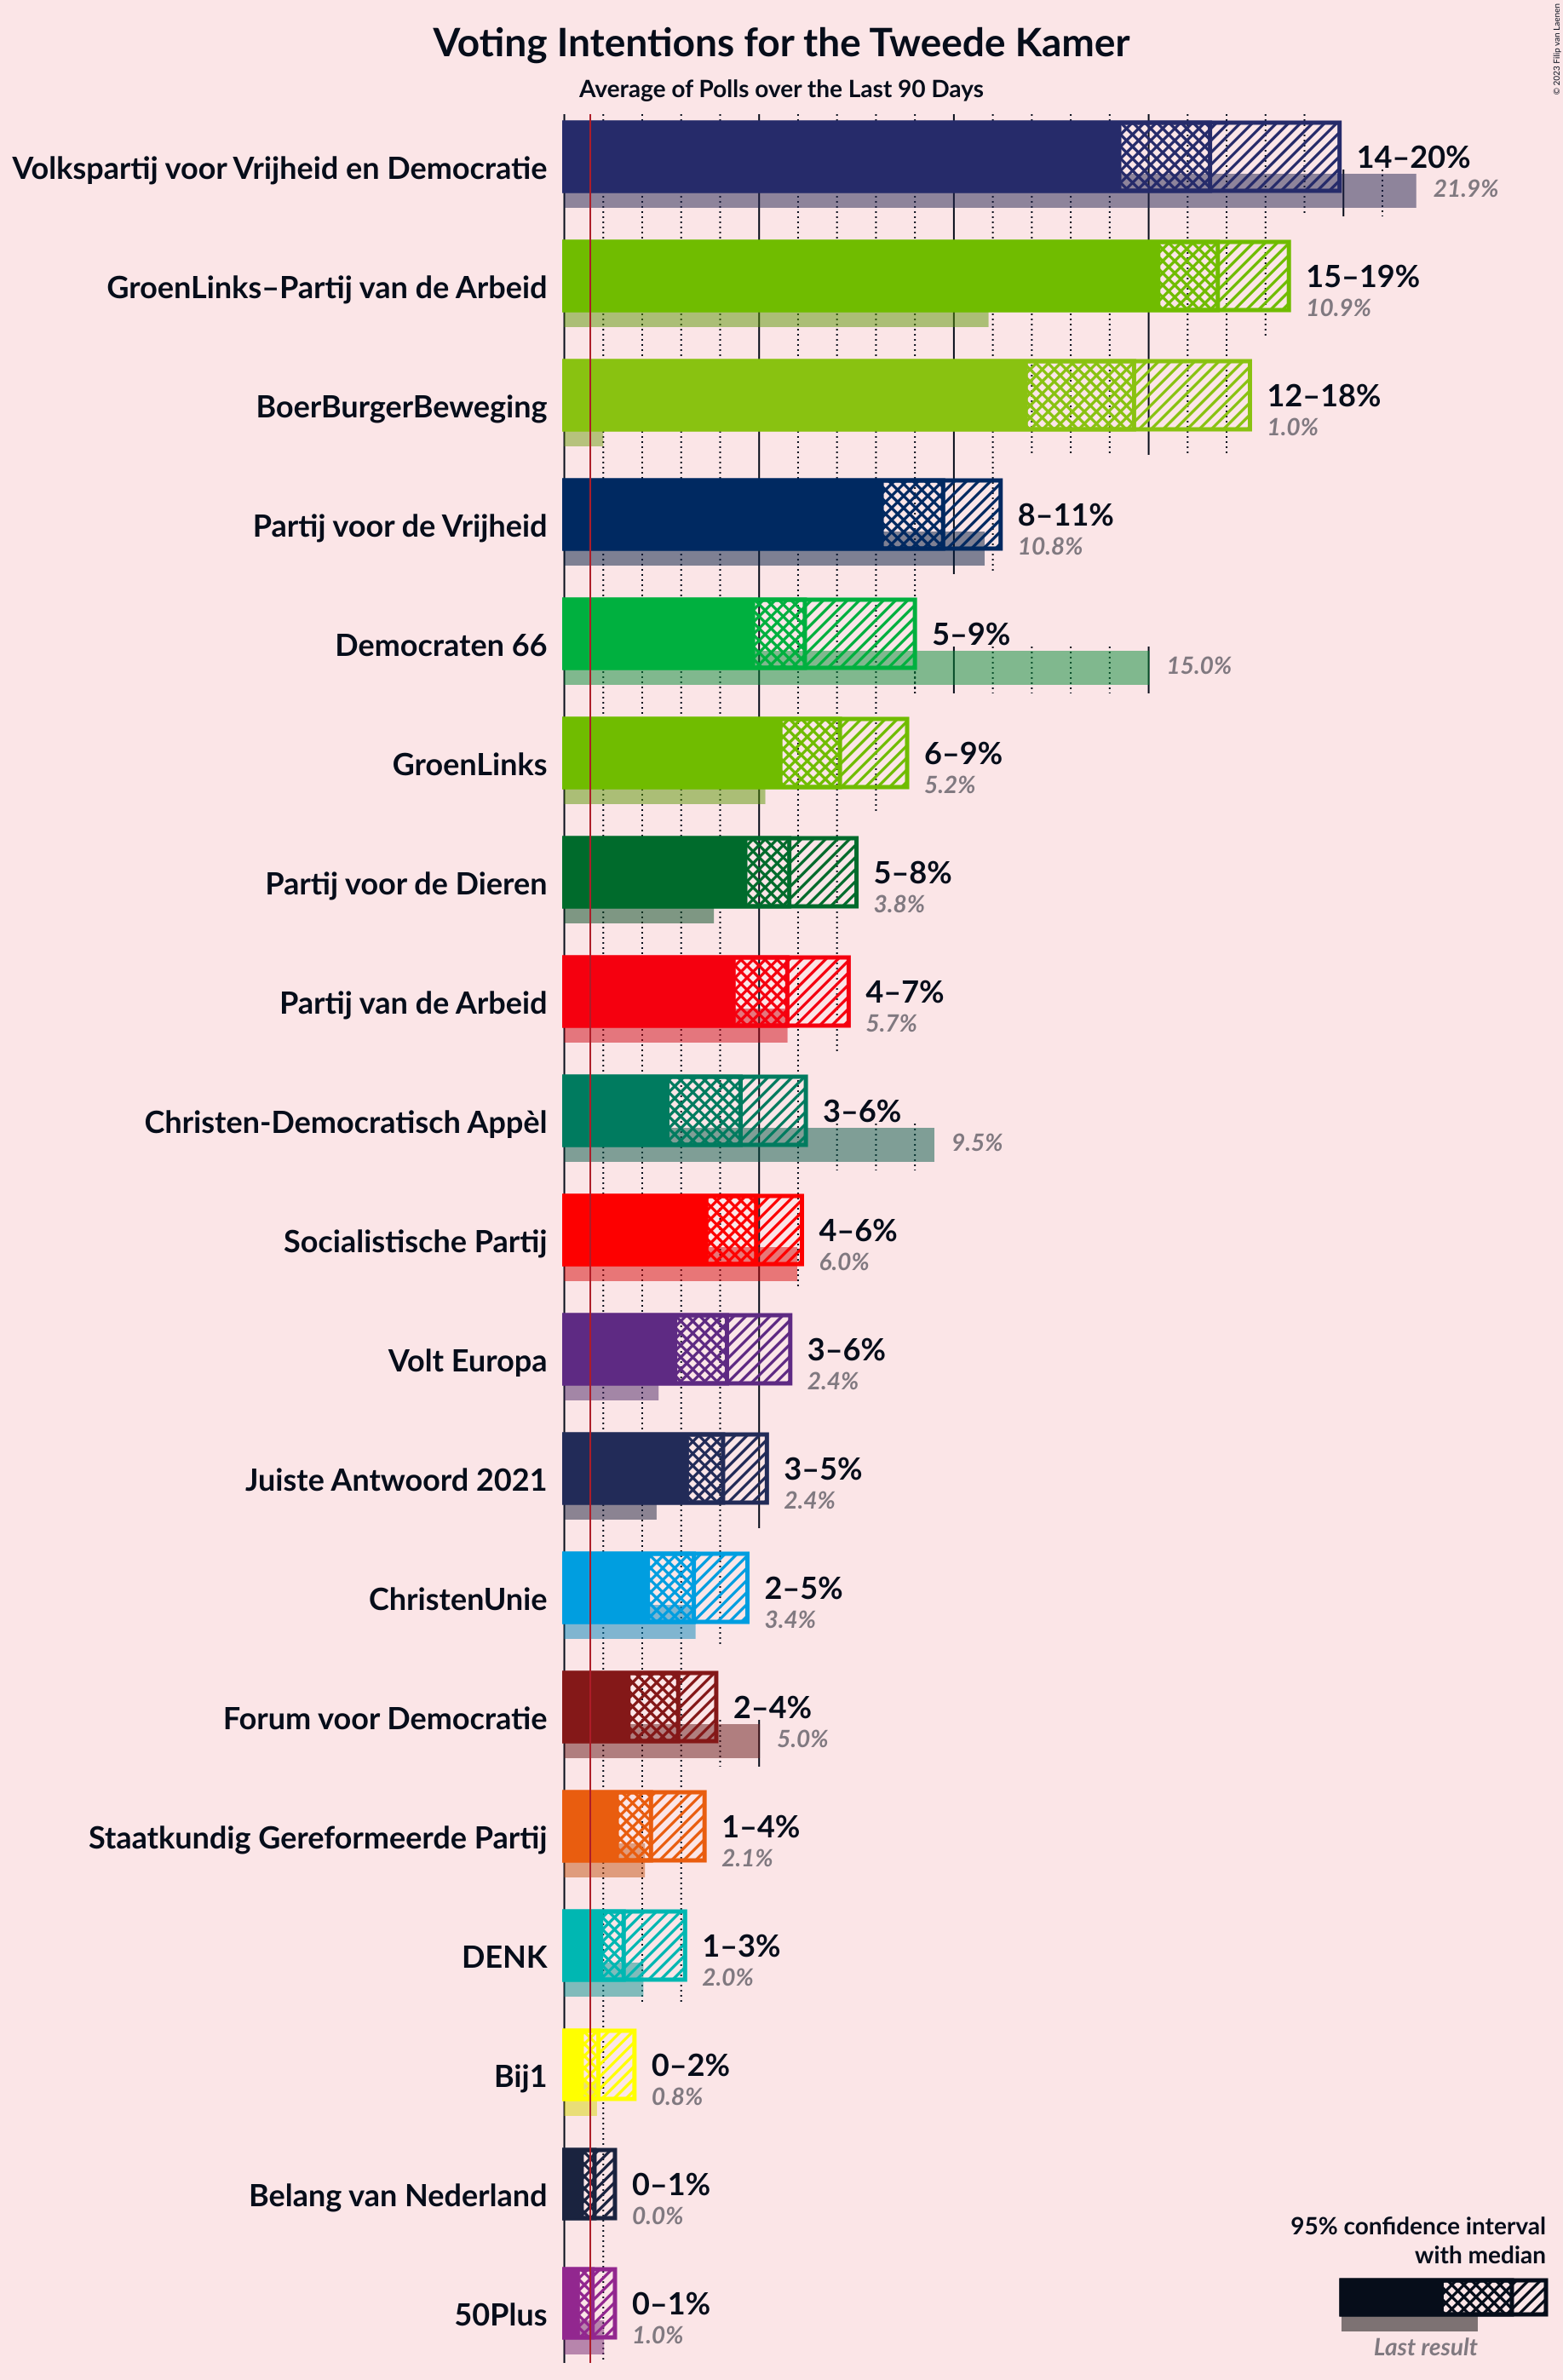 Voting Intentions for the Tweede Kamer
Average of Polls over the Last 90 Days
© 2023 Filip van Laenen
Volkspartij voor Vrijheid en Democratie
14–20%
21.9%
GroenLinks–Partij van de Arbeid
15–19%
10.9%
BoerBurgerBeweging
12–18%
1.0%
Partij voor de Vrijheid
8–11%
10.8%
Democraten 66
5–9%
15.0%
GroenLinks
6–9%
5.2%
Partij voor de Dieren
5–8%
3.8%
Partij van de Arbeid
4–7%
5.7%
Christen-Democratisch Appèl
3–6%
9.5%
Socialistische Partij
4–6%
6.0%
Volt Europa
3–6%
2.4%
Juiste Antwoord 2021
3–5%
2.4%
ChristenUnie
2–5%
3.4%
Forum voor Democratie
2–4%
5.0%
Staatkundig Gereformeerde Partij
1–4%
2.1%
DENK
1–3%
2.0%
Bij1
0–2%
0.8%
Belang van Nederland
0–1%
0.0%
50Plus
0–1%
1.0%
95% confidence interval
with median
Last result